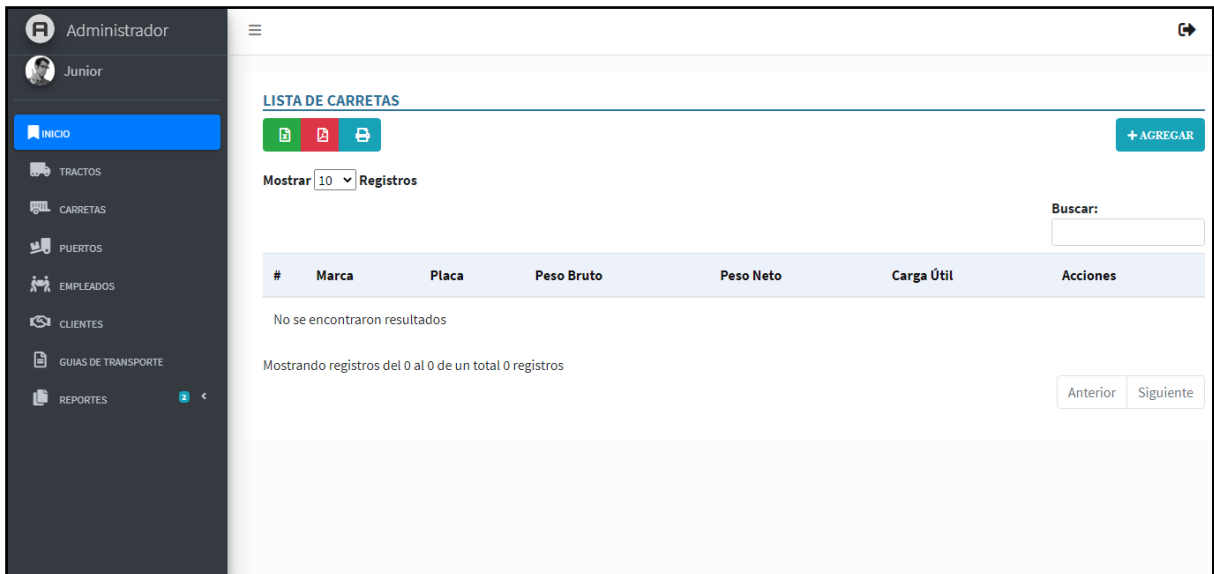 Administrador
Junior
INICIO
TRACTOS
CARRETAS
PUERTOS
EMPLEADOS
CLIENTES
GUIAS DE TRANSPORTE
REPORTES 2
LISTA DE CARRETAS
+ AGREGAR
Mostrar 10 Registros
Buscar:
# Marca Placa Peso Bruto Peso Neto Carga Útil Acciones
No se encontraron resultados
Mostrando registros del 0 al 0 de un total 0 registros
Anterior Siguiente